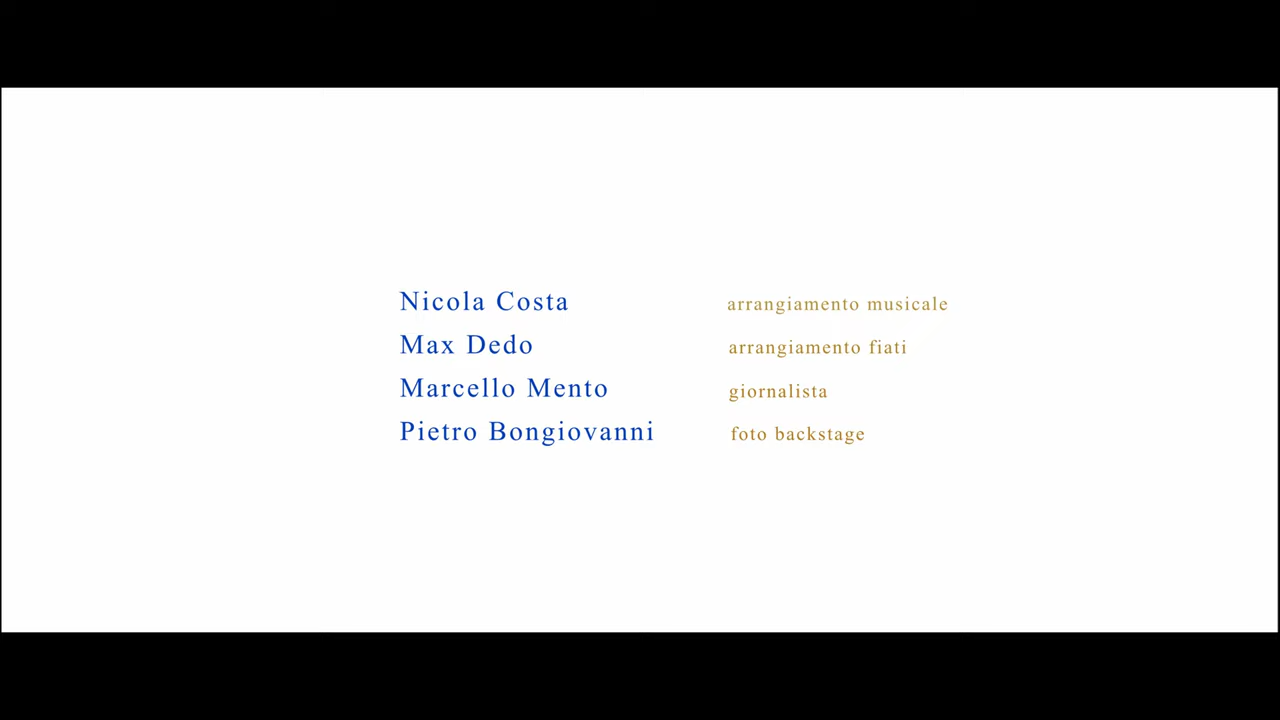 Nicola Costa arrangiamento musicale
Max Dedo arrangiamento fiati
Marcello Mento giornalista
Pietro Bongiovanni foto backstage